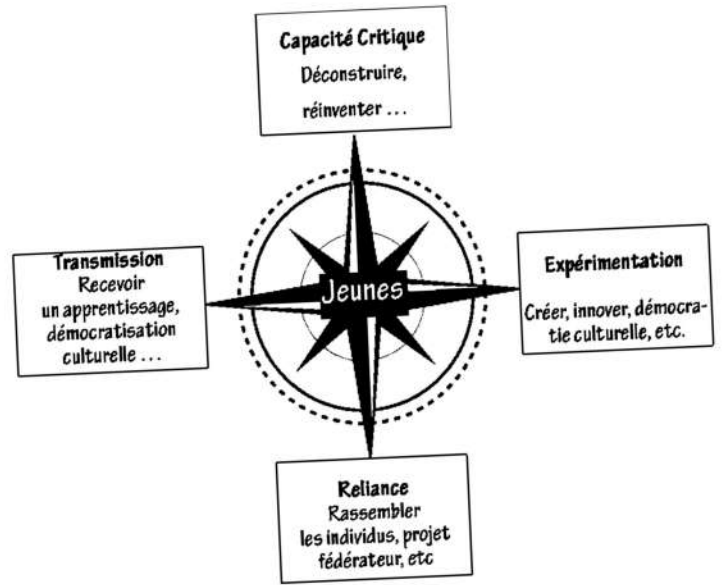 Capacité Critique
Déconstruire,
réinventer ...
Transmission
Recevoir
un apprentissage,
démocratisation
culturelle ...
Jeunes
Expérimentation
Créer, innover, démocra-
tie culturelle, etc.
Reliance
Rassembler
les individus, projet
fédérateur, etc